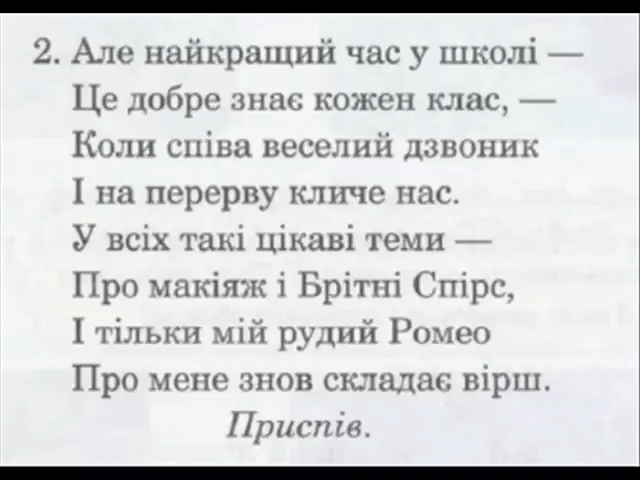 2. Але найкращий час у школі —
Це добре знає кожен клас, —
Коли співа веселий дзвоник
І на перерву кличе нас.
У всіх такі цікаві теми —
Про макіяж і Брітні Спірс,
І тільки мій рудий Ромео
Про мене знов складає вірш.
Приспів.